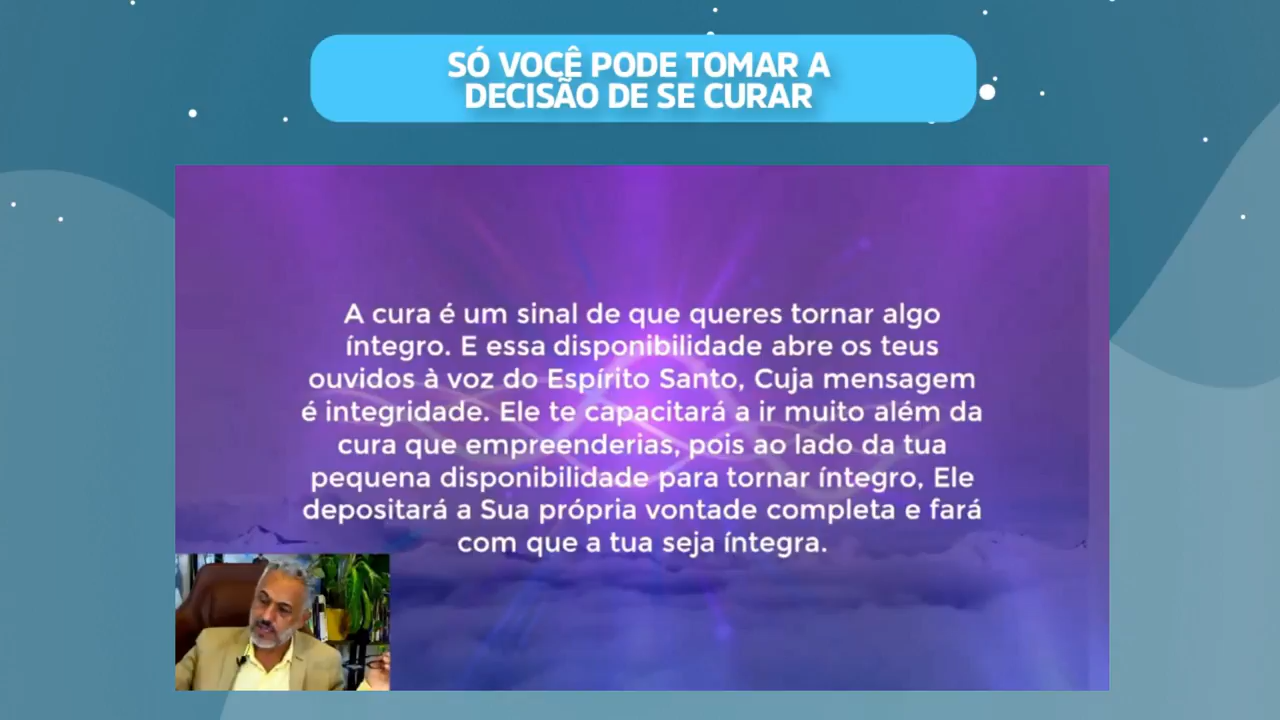 SÓ VOCÊ PODE TOMAR A
DECISÃO DE SE CURAR
A cura é um sinal de que queres tornar algo
íntegro. E essa disponibilidade abre os teus
ouvidos à voz do Espírito Santo, Cuja mensagem
é integridade. Ele te capacitará a ir muito além da
cura que empreenderias, pois ao lado da tua
pequena disponibilidade para tornar íntegro, Ele
depositará a Sua própria vontade completa e fará
com que a tua seja íntegra.